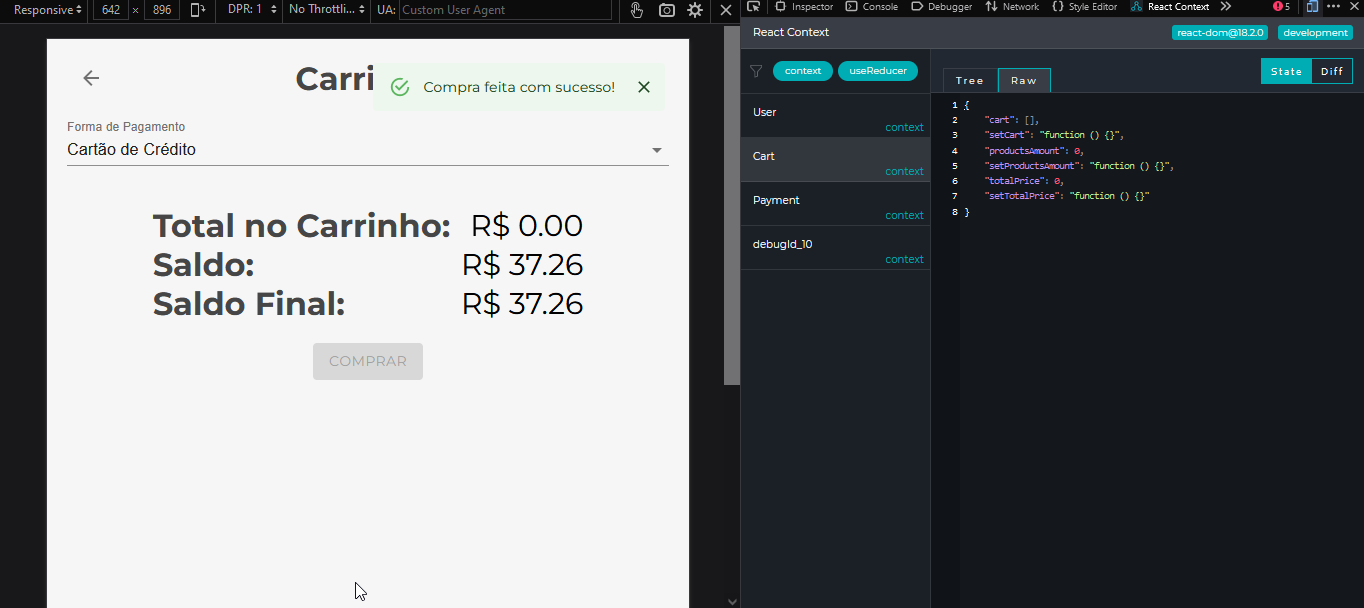 Responsive 642 × 896 DPR: 1 No Throttli... UA: Custom User Agent
Inspector Console Debugger Network Style Editor React Context 5
Carri
Compra feita com sucesso!
Forma de Pagamento
Cartão de Crédito
Total no Carrinho: R$ 0.00
Saldo: R$ 37.26
Saldo Final: R$ 37.26
COMPRAR
React Context react-dom@18.2.0 development
context useReducer
User
context
Cart
context
Payment
context
debugId_10
context
Tree Raw State Diff
1 {
2 "cart": [],
3 "setCart": "function () {}",
4 "productsAmount": 0,
5 "setProductsAmount": "function () {}",
6 "totalPrice": 0,
7 "setTotalPrice": "function () {}"
8 }